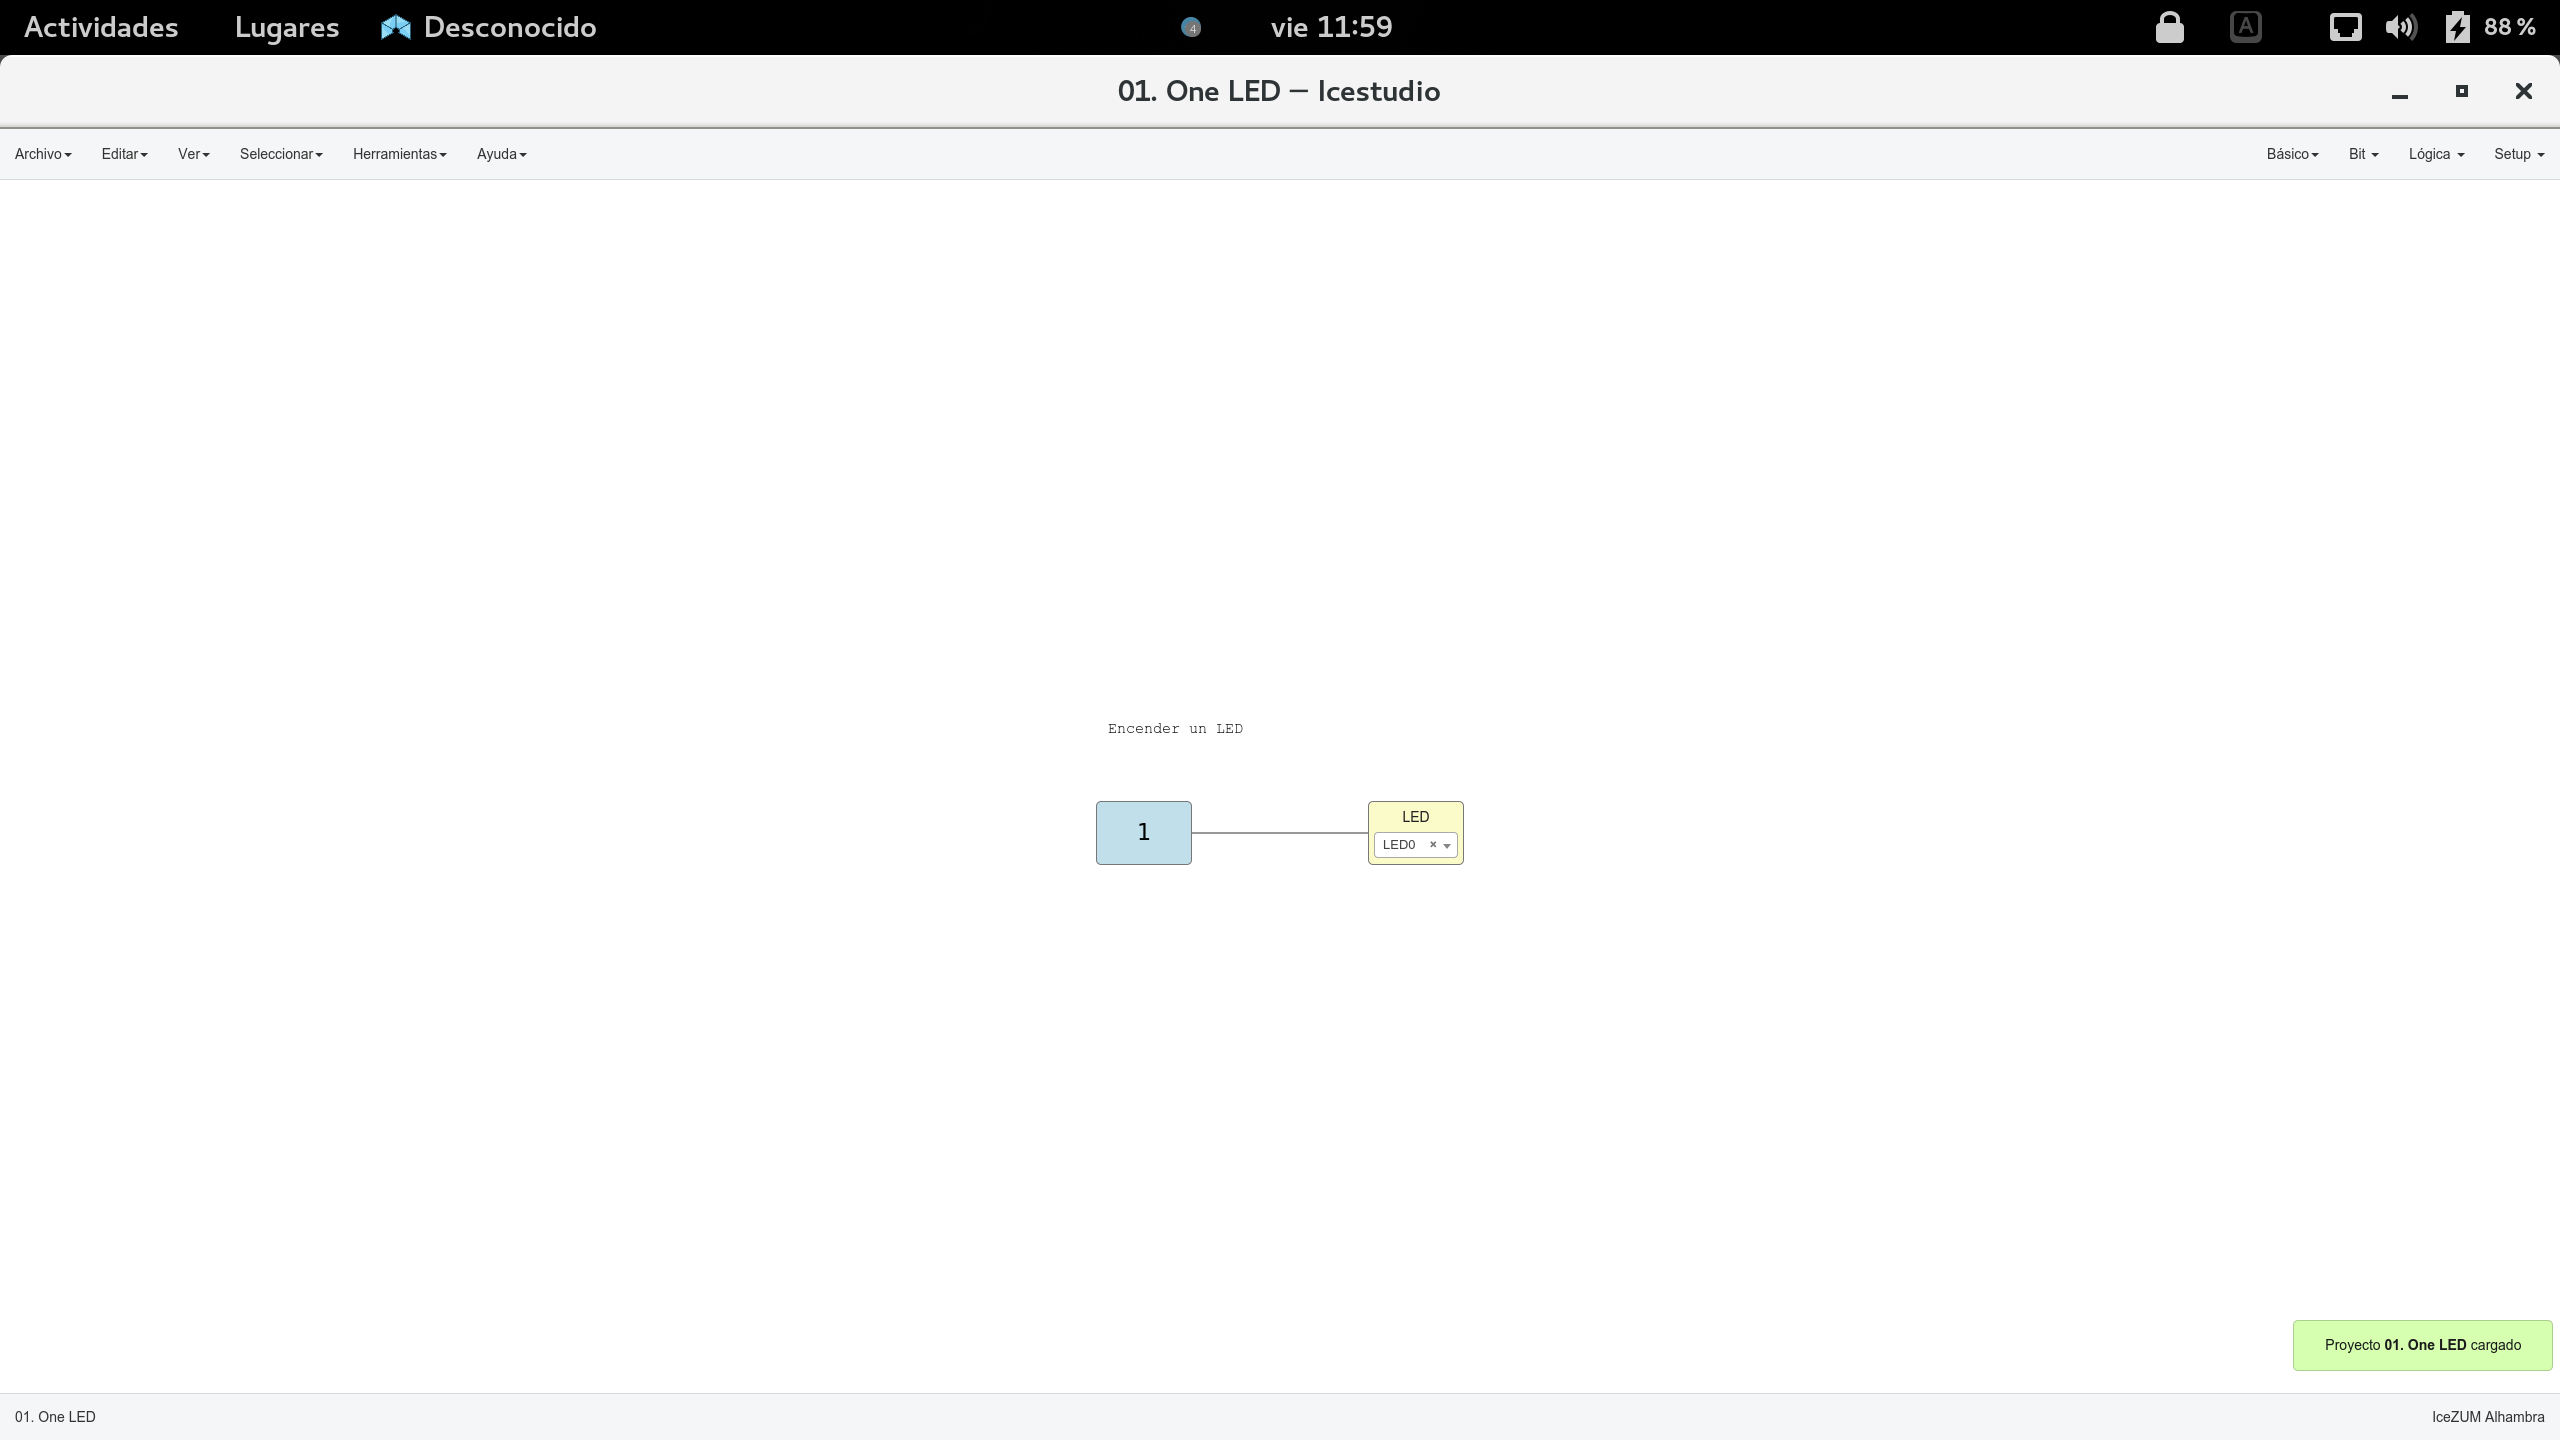 Actividades Lugares Desconocido 4 vie 11:59 A 88 %
01. One LED – Icestudio
Archivo Editar Ver Seleccionar Herramientas Ayuda Básico Bit Lógica Setup
Encender un LED
1
LED
LED0 ×
Proyecto 01. One LED cargado
01. One LED IceZUM Alhambra